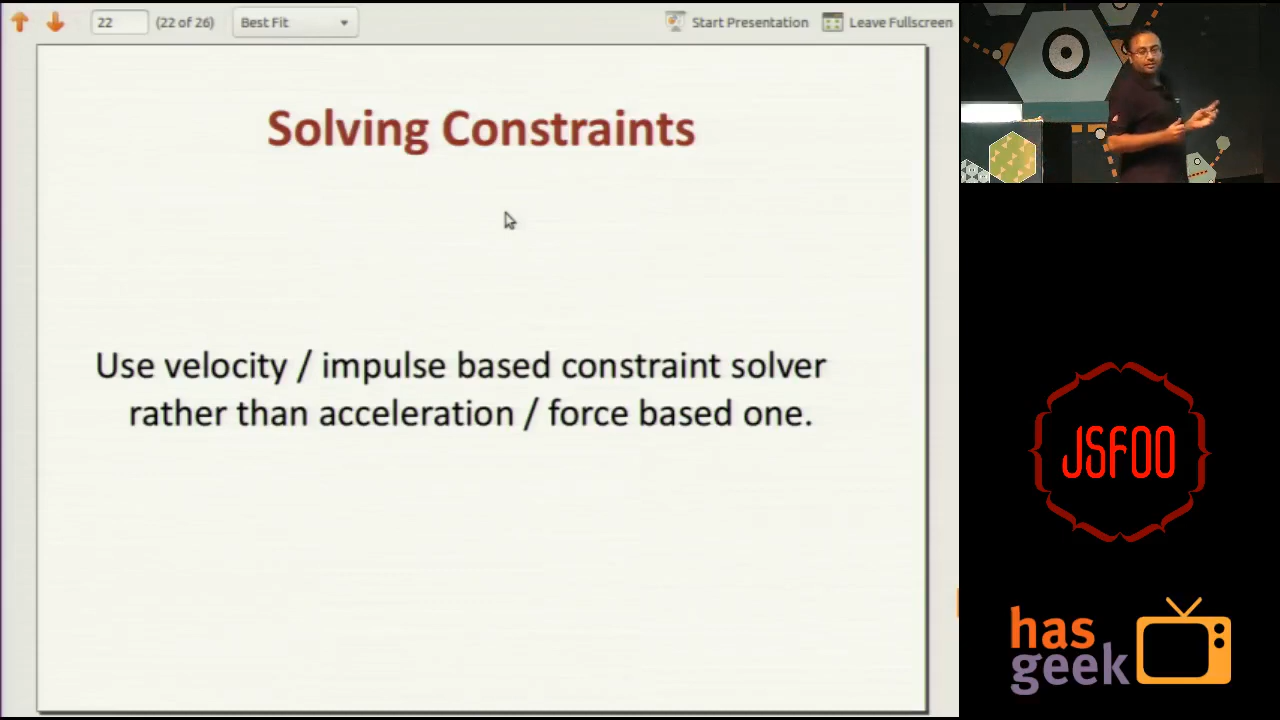 22 (22 of 26) Best Fit Start Presentation Leave Fullscreen
Solving Constraints
Use velocity / impulse based constraint solver
rather than acceleration / force based one.
JSFOO
has
geek